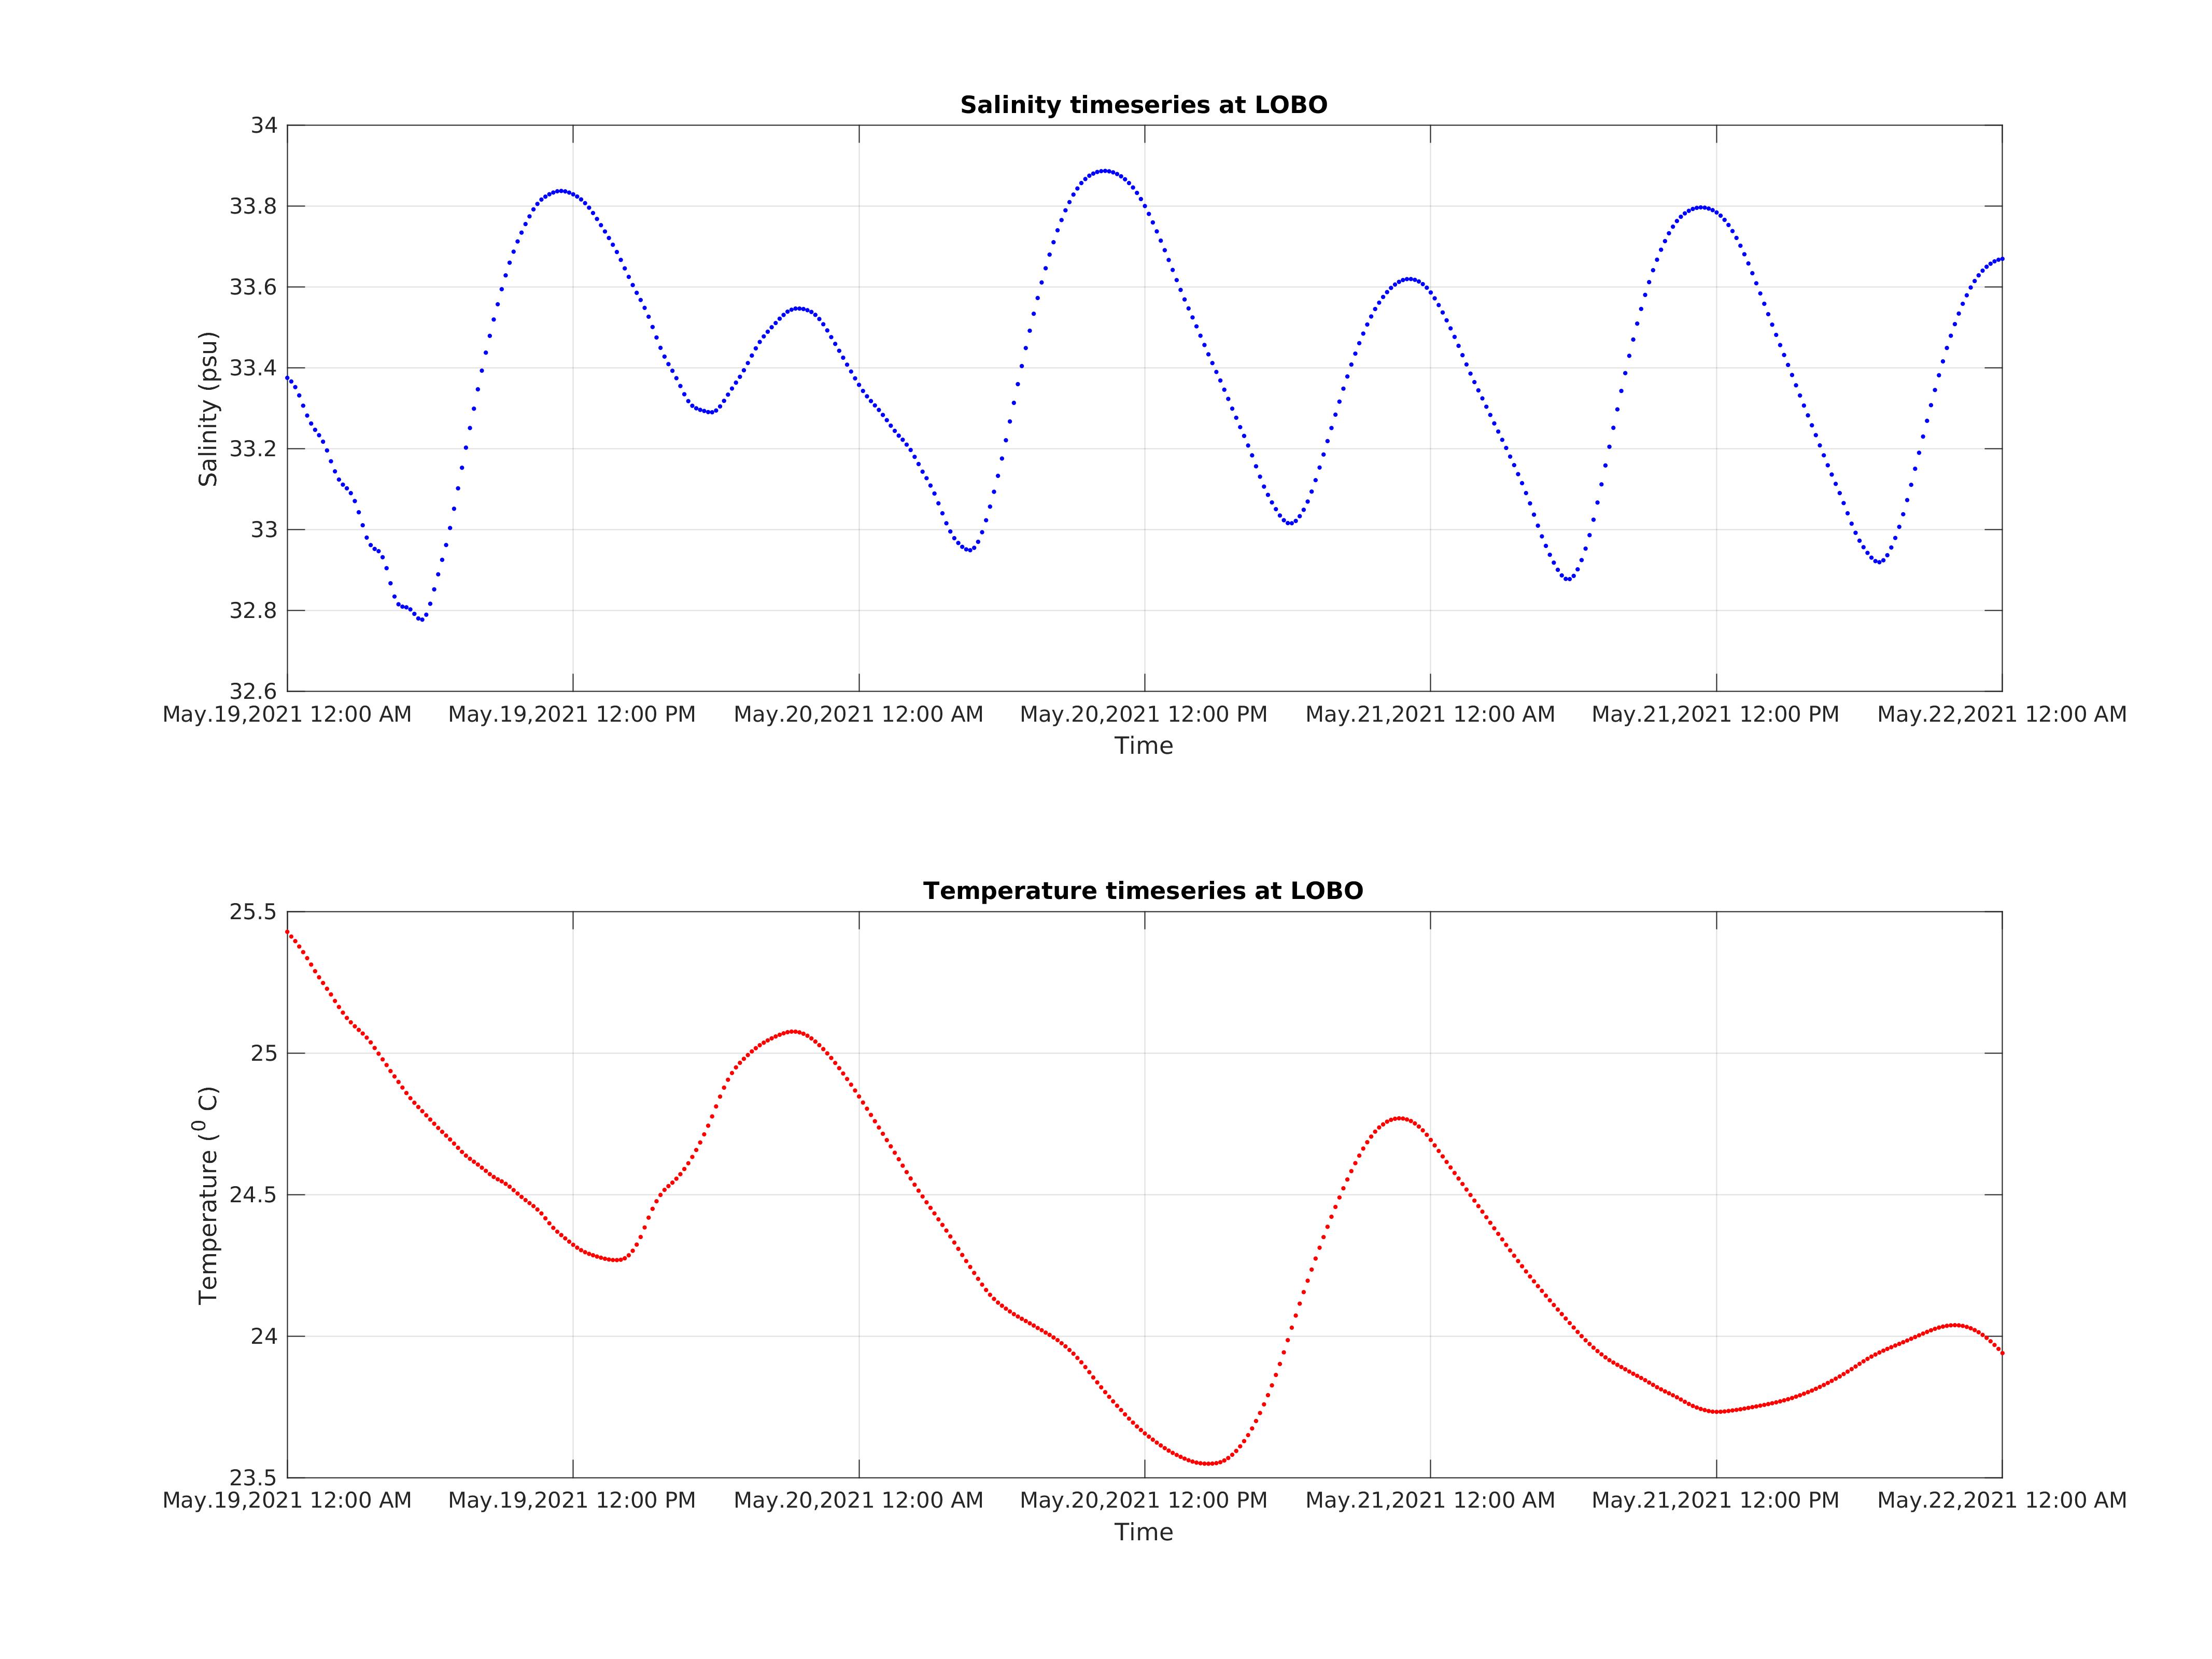 Salinity timeseries at LOBO
34
33.8
33.6
33.4
33.2
33
32.8
32.6
Salinity (psu)
May.19,2021 12:00 AM May.19,2021 12:00 PM May.20,2021 12:00 AM May.20,2021 12:00 PM May.21,2021 12:00 AM May.21,2021 12:00 PM May.22,2021 12:00 AM
Time
Temperature timeseries at LOBO
25.5
25
24.5
24
23.5
Temperature (⁰ C)
May.19,2021 12:00 AM May.19,2021 12:00 PM May.20,2021 12:00 AM May.20,2021 12:00 PM May.21,2021 12:00 AM May.21,2021 12:00 PM May.22,2021 12:00 AM
Time